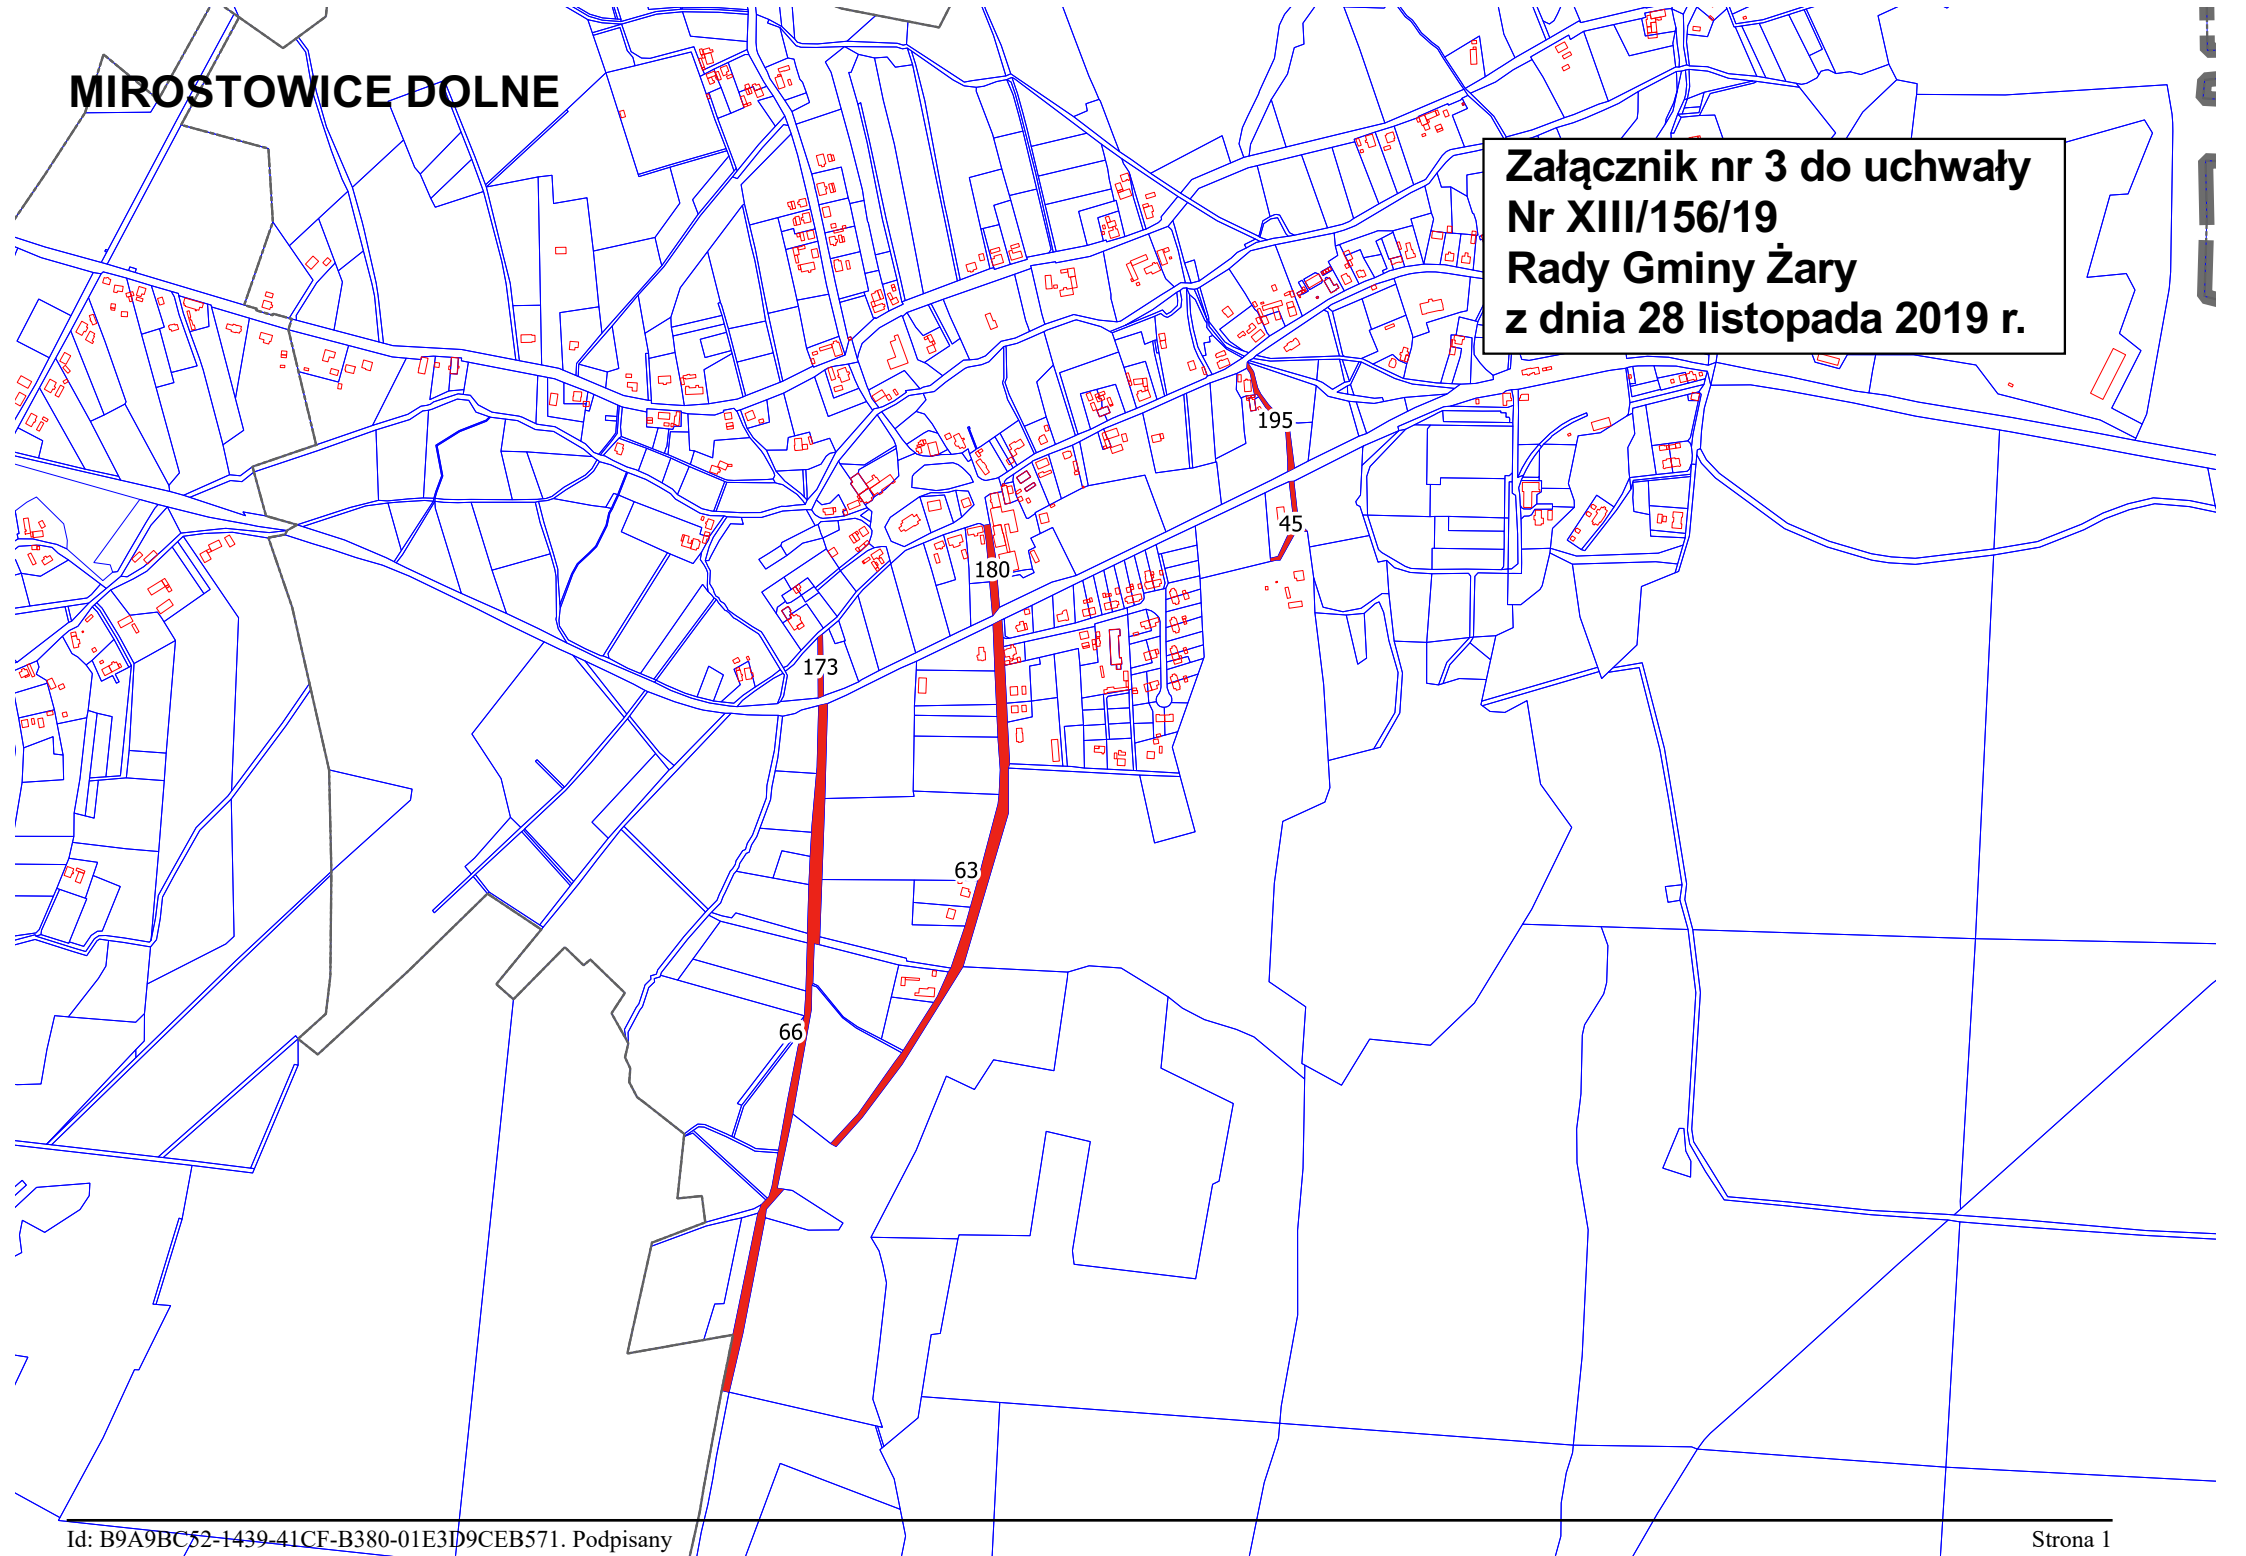 MIROSTOWICE DOLNE
Załącznik nr 3 do uchwały
Nr XIII/156/19
Rady Gminy Żary
z dnia 28 listopada 2019 r.
195
45
180
173
63
66
Id: B9A9BC52-1439-41CF-B380-01E3D9CEB571. Podpisany
Strona 1